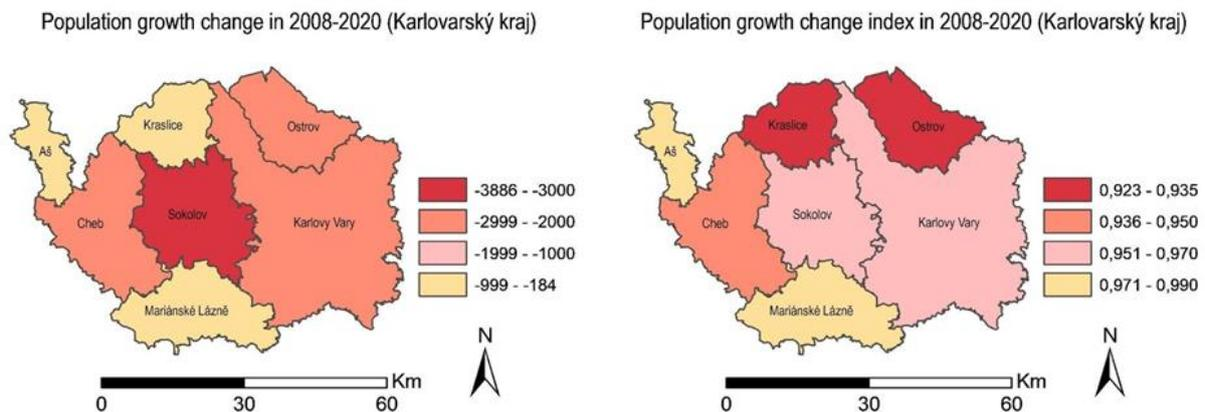 Population growth change in 2008-2020 (Karlovarský kraj)
Kraslice
Ostrov
Aš
Cheb
Sokolov
Karlovy Vary
Mariánské Lázně
-3886 - -3000
-2999 - -2000
-1999 - -1000
-999 - -184
N
Km
0 30 60
Population growth change index in 2008-2020 (Karlovarský kraj)
Kraslice
Ostrov
Aš
Cheb
Sokolov
Karlovy Vary
Mariánské Lázně
0,923 - 0,935
0,936 - 0,950
0,951 - 0,970
0,971 - 0,990
N
Km
0 30 60